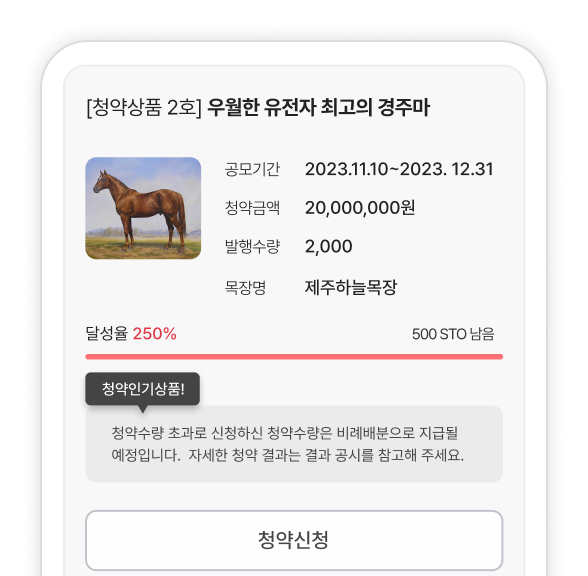 [청약상품 2호] 우월한 유전자 최고의 경주마
공모기간 2023.11.10~2023. 12.31
청약금액 20,000,000원
발행수량 2,000
목장명 제주하늘목장
달성율 250% 500 STO 남음
청약인기상품!
청약수량 초과로 신청하신 청약수량은 비례배분으로 지급될
예정입니다. 자세한 청약 결과는 결과 공시를 참고해 주세요.
청약신청